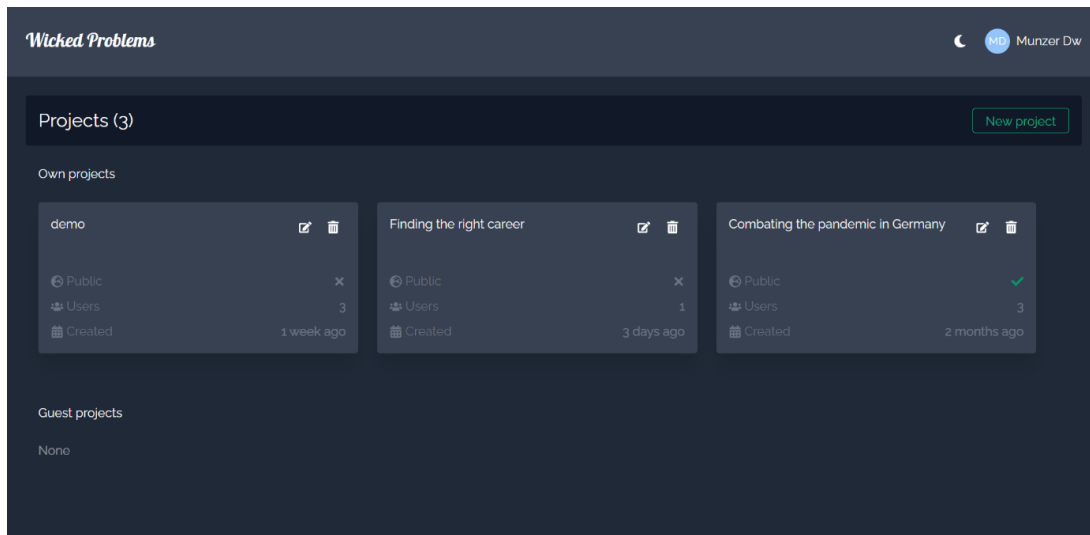 Wicked Problems
MD Munzer Dw
Projects (3)
New project
Own projects
demo
Public
Users 3
Created 1 week ago
Finding the right career
Public
Users 1
Created 3 days ago
Combating the pandemic in Germany
Public
Users 3
Created 2 months ago
Guest projects
None